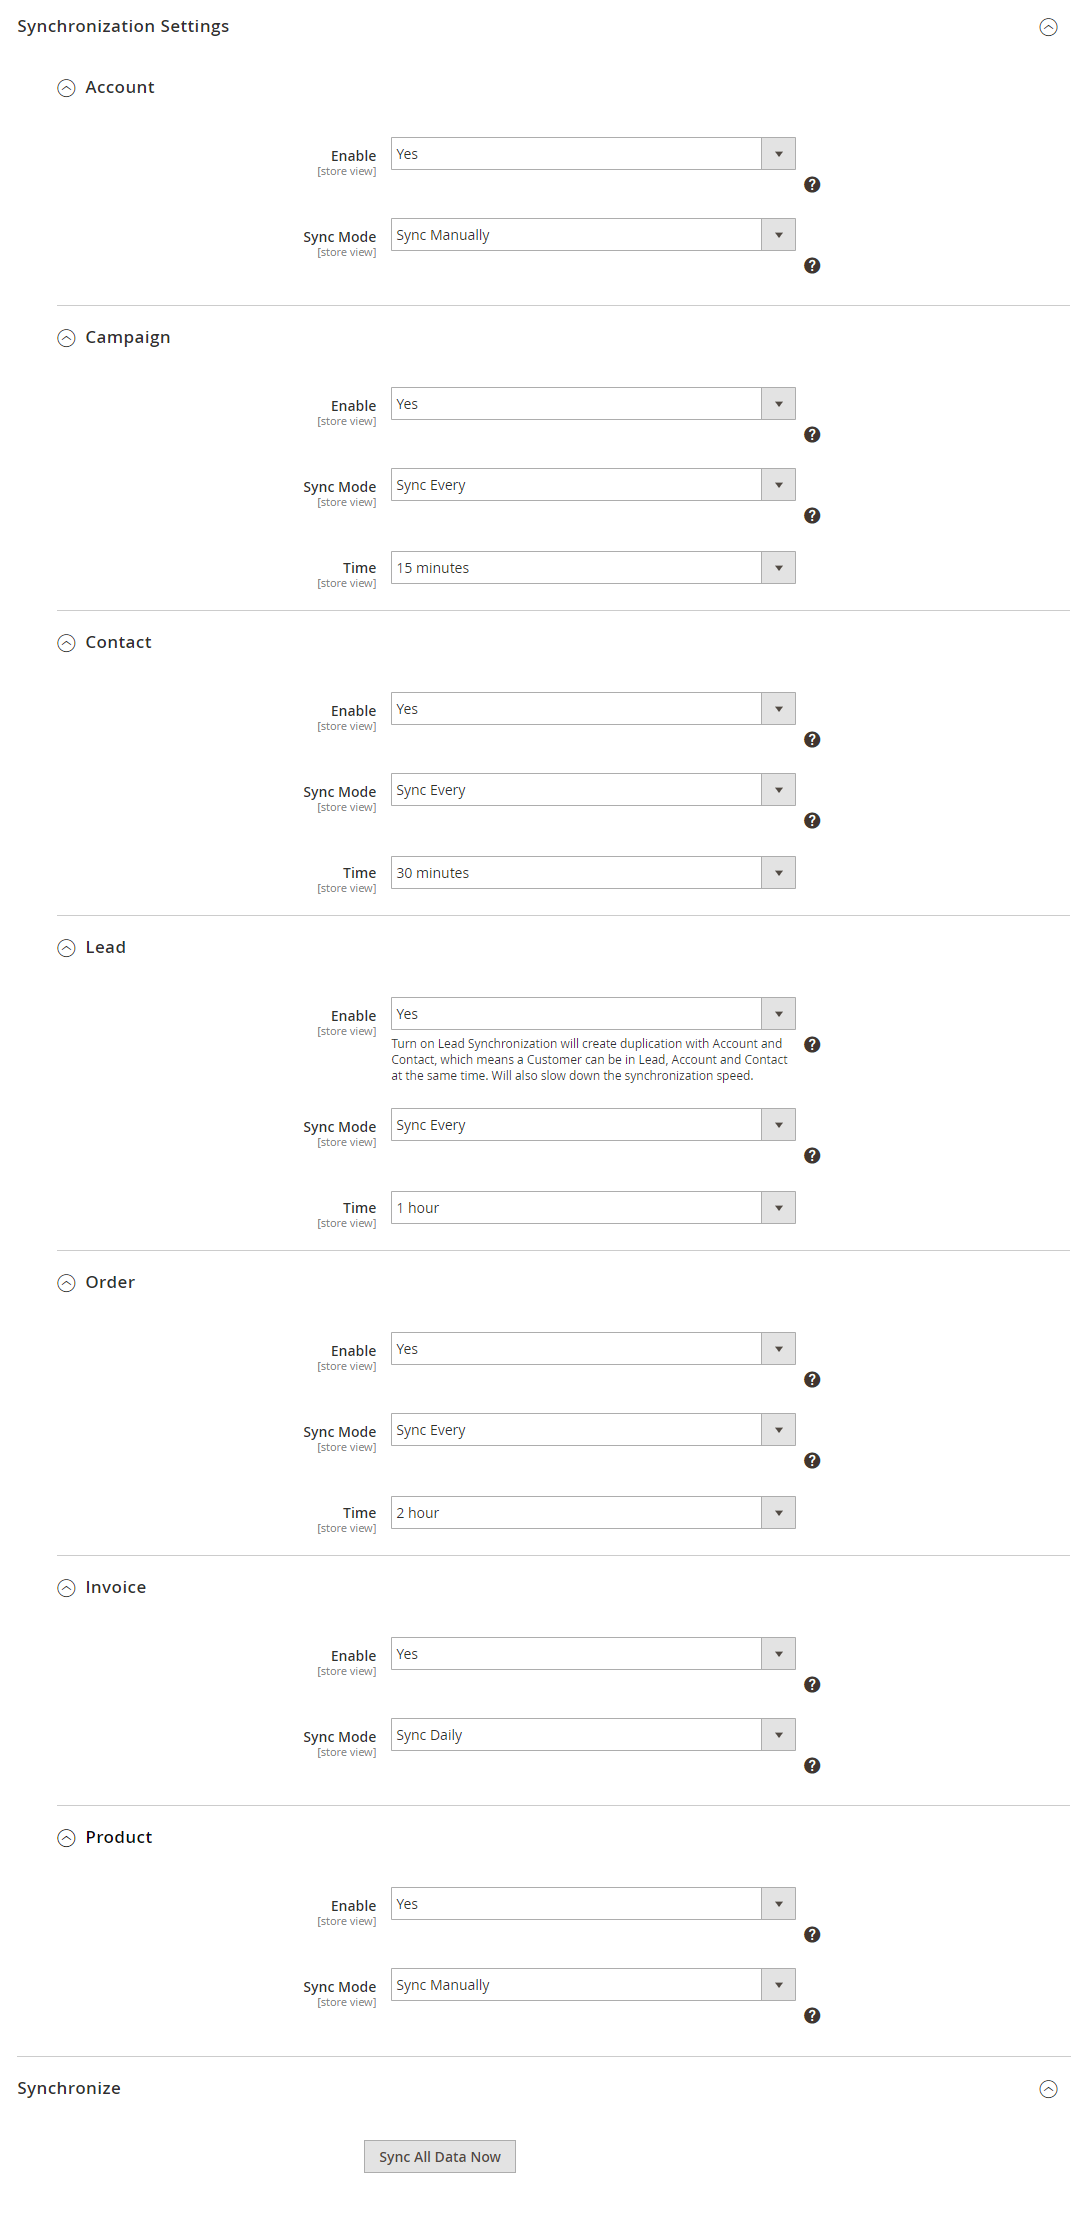 Synchronization Settings
Account
Enable
Yes
[store view]
?
Sync Mode
Sync Manually
[store view]
?
Campaign
Enable
Yes
[store view]
?
Sync Mode
Sync Every
[store view]
?
Time
15 minutes
[store view]
Contact
Enable
Yes
[store view]
?
Sync Mode
Sync Every
[store view]
?
Time
30 minutes
[store view]
Lead
Enable
Yes
[store view]
Turn on Lead Synchronization will create duplication with Account and
Contact, which means a Customer can be in Lead, Account and Contact
at the same time. Will also slow down the synchronization speed.
?
Sync Mode
Sync Every
[store view]
?
Time
1 hour
[store view]
Order
Enable
Yes
[store view]
?
Sync Mode
Sync Every
[store view]
?
Time
2 hour
[store view]
Invoice
Enable
Yes
[store view]
?
Sync Mode
Sync Daily
[store view]
?
Product
Enable
Yes
[store view]
?
Sync Mode
Sync Manually
[store view]
?
Synchronize
Sync All Data Now